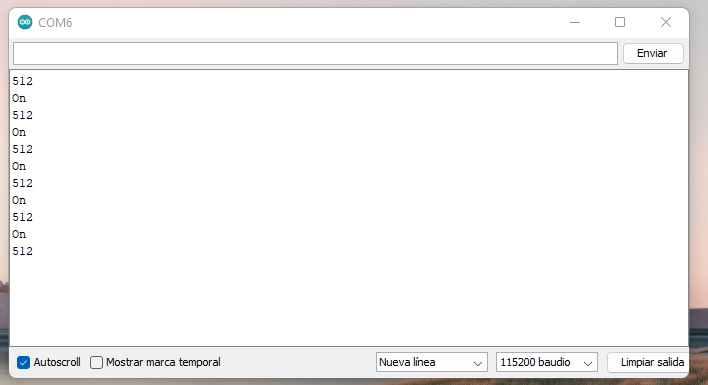 COM6
Enviar
512
On
512
On
512
On
512
On
512
On
512
Autoscroll Mostrar marca temporal Nueva línea 115200 baudio Limpiar salida